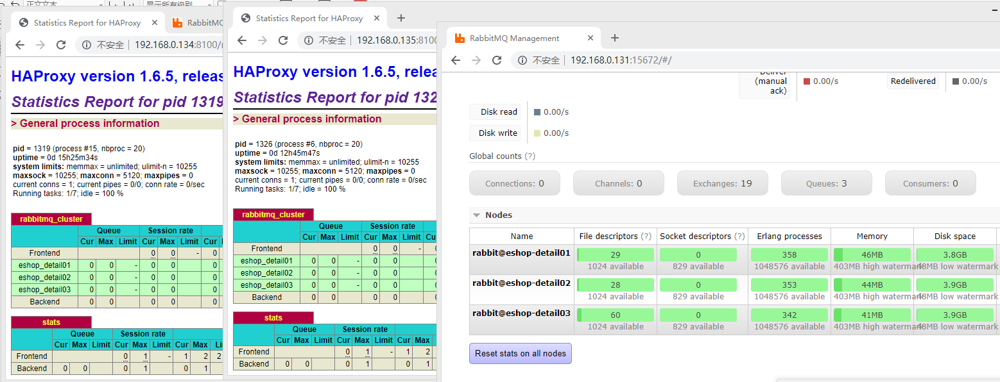 正文文本
显示所有级别
Statistics Report for HAProxy
RabbitMQ
不安全 192.168.0.134:8100/r
HAProxy version 1.6.5, releas
Statistics Report for pid 1319
> General process information
pid = 1319 (process #15, nbproc = 20)
uptime = 0d 15h25m34s
system limits: memmax = unlimited; ulimit-n = 10255
maxsock = 10255; maxconn = 5120; maxpipes = 0
current conns = 1; current pipes = 0/0; conn rate = 0/sec
Running tasks: 1/7; idle = 100 %
rabbitmq_cluster
Queue Session rate
Cur Max Limit Cur Max Limit Cur
Frontend 0 0 - 0
eshop_detail01 0 0 - 0 0 0
eshop_detail02 0 0 - 0 0 0
eshop_detail03 0 0 - 0 0 0
Backend 0 0 0 0 0
stats
Queue Session rate
Cur Max Limit Cur Max Limit Cur Max Li
Frontend 0 1 - 1 2 2
Backend 0 0 0 1 0 1
Statistics Report for HAProxy
不安全 192.168.0.135:8100
HAProxy version 1.6.5, relea
Statistics Report for pid 132
> General process information
pid = 1326 (process #6, nbproc = 20)
uptime = 0d 12h45m47s
system limits: memmax = unlimited; ulimit-n = 10255
maxsock = 10255; maxconn = 5120; maxpipes = 0
current conns = 1; current pipes = 0/0; conn rate = 0/sec
Running tasks: 1/7; idle = 100 %
rabbitmq_cluster
Queue Session rate
Cur Max Limit Cur Max Limit Cu
Frontend 0 0 - 0
eshop_detail01 0 0 - 0 0 0
eshop_detail02 0 0 - 0 0 0
eshop_detail03 0 0 - 0 0 0
Backend 0 0 0 0 0
stats
Queue Session rate
Cur Max Limit Cur Max Limit Cur Max
Frontend 0 1 - 1 2
Backend 0 0 0 1 0 1
RabbitMQ Management
不安全 192.168.0.131:15672/#/
Deliver
(manual
ack)
0.00/s
Redelivered 0.00/s
Disk read 0.00/s
Disk write 0.00/s
Global counts (?)
Connections: 0 Channels: 0 Exchanges: 19 Queues: 3 Consumers: 0
Nodes
Name File descriptors (?) Socket descriptors (?) Erlang processes Memory Disk space
rabbit@eshop-detail01 29 0 358 46MB 3.8GB
1024 available 829 available 1048576 available 403MB high watermark 48MB low watermark
rabbit@eshop-detail02 28 0 353 44MB 3.9GB
1024 available 829 available 1048576 available 403MB high watermark 48MB low watermark
rabbit@eshop-detail03 60 0 342 41MB 3.9GB
1024 available 829 available 1048576 available 403MB high watermark 48MB low watermark
Reset stats on all nodes